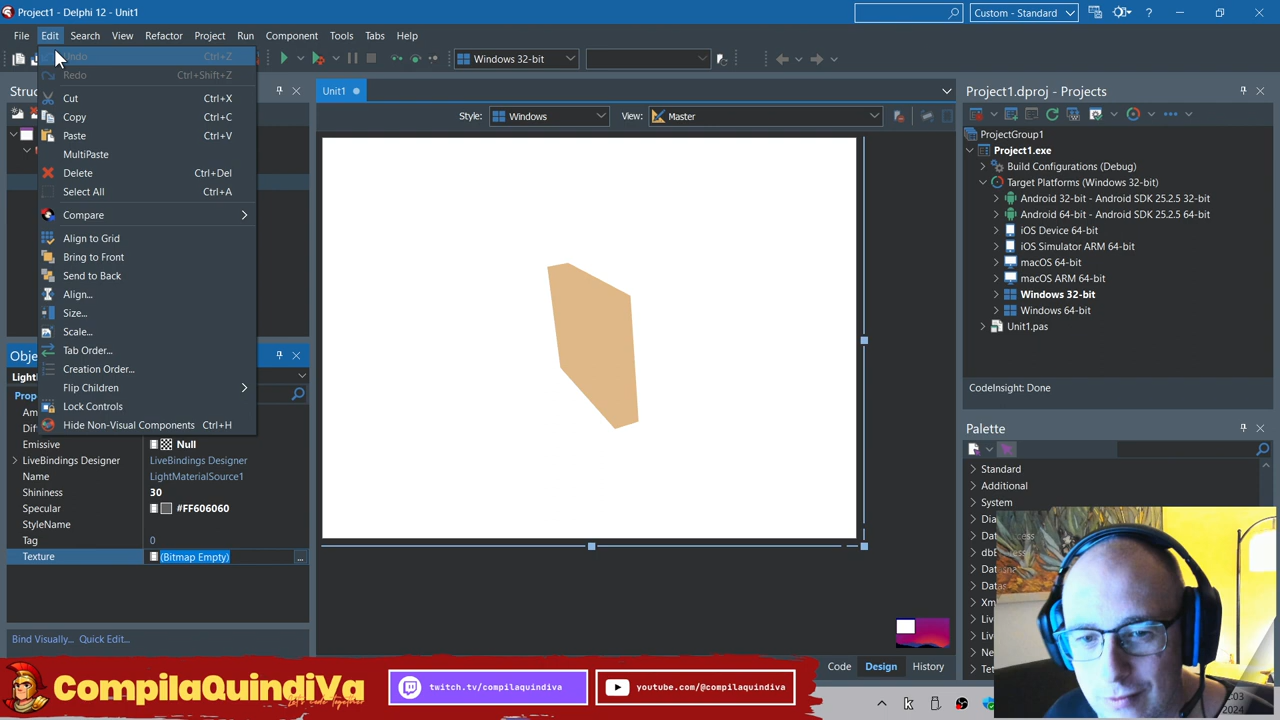 Project1 - Delphi 12 - Unit1
Custom - Standard
File Edit Search View Refactor Project Run Component Tools Tabs Help
Windows 32-bit
Undo Ctrl+Z
Redo Ctrl+Shift+Z
Cut Ctrl+X
Copy Ctrl+C
Paste Ctrl+V
MultiPaste
Delete Ctrl+Del
Select All Ctrl+A
Compare
Align to Grid
Bring to Front
Send to Back
Align...
Size...
Scale...
Tab Order...
Creation Order...
Flip Children
Lock Controls
Hide Non-Visual Components Ctrl+H
Emissive Null
LiveBindings Designer LiveBindings Designer
Name LightMaterialSource1
Shininess 30
Specular #FF606060
StyleName
Tag 0
Texture (Bitmap Empty) ...
Bind Visually... Quick Edit...
Unit1
Style: Windows View: Master
Code Design History
Project1.dproj - Projects
ProjectGroup1
Project1.exe
Build Configurations (Debug)
Target Platforms (Windows 32-bit)
Android 32-bit - Android SDK 25.2.5 32-bit
Android 64-bit - Android SDK 25.2.5 64-bit
iOS Device 64-bit
iOS Simulator ARM 64-bit
macOS 64-bit
macOS ARM 64-bit
Windows 32-bit
Windows 64-bit
Unit1.pas
CodeInsight: Done
Palette
Standard
Additional
System
CompilaQuindiVa
Let's Code Together
twitch.tv/compilaquindiva
youtube.com/@compilaquindiva